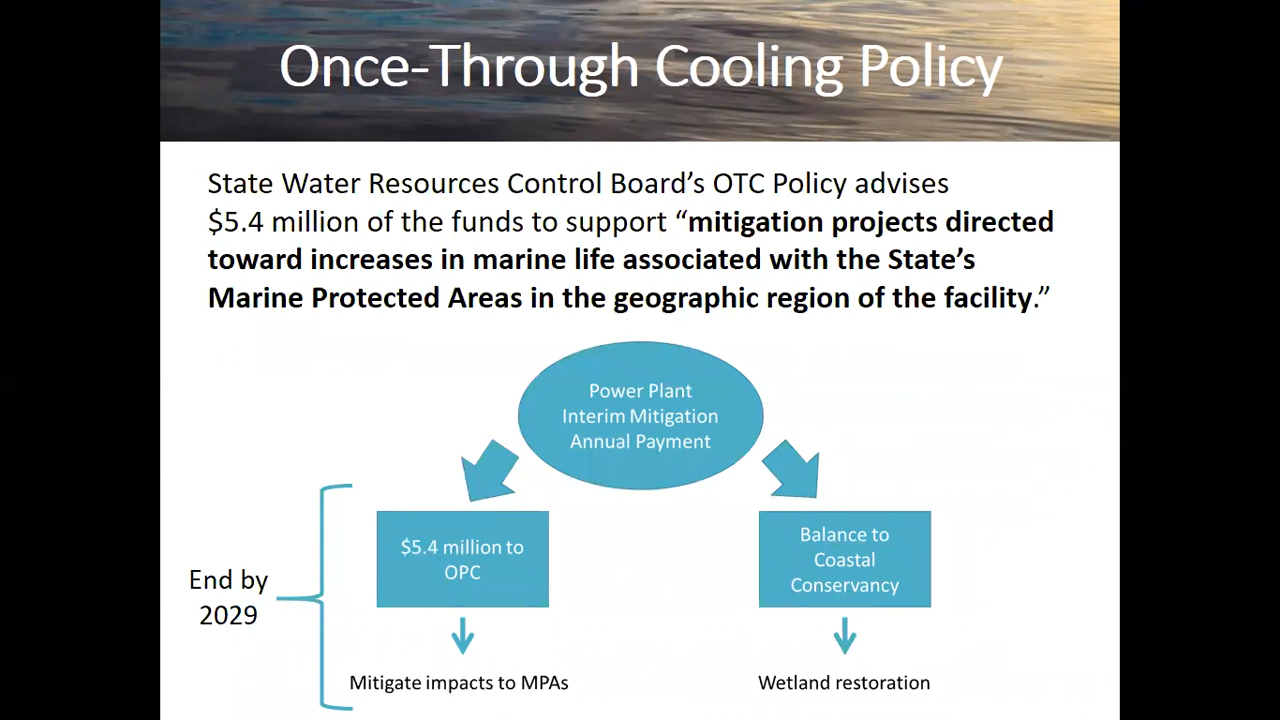 Once-Through Cooling Policy
State Water Resources Control Board’s OTC Policy advises
$5.4 million of the funds to support “mitigation projects directed
toward increases in marine life associated with the State’s
Marine Protected Areas in the geographic region of the facility.”
Power Plant
Interim Mitigation
Annual Payment
$5.4 million to
OPC
Balance to
Coastal
Conservancy
End by
2029
Mitigate impacts to MPAs
Wetland restoration